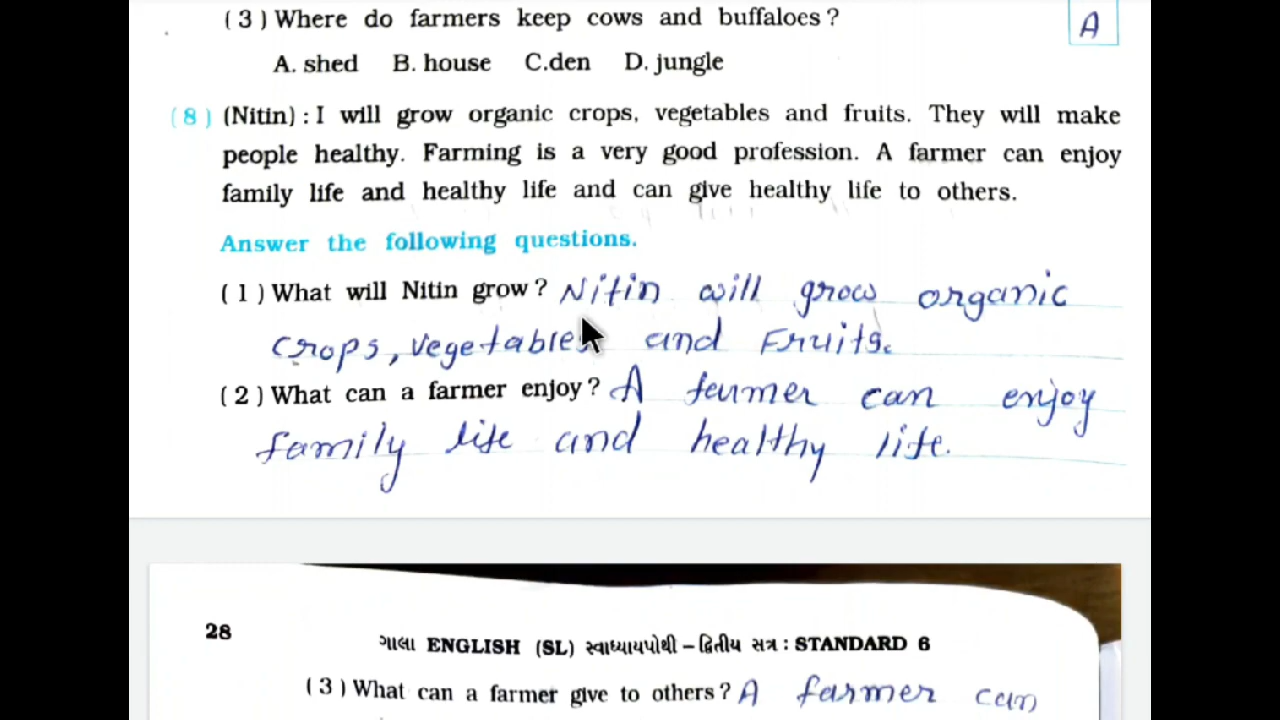 (3) Where do farmers keep cows and buffaloes?
A
A. shed B. house C.den D. jungle
(8) (Nitin) : I will grow organic crops, vegetables and fruits. They will make
people healthy. Farming is a very good profession. A farmer can enjoy
family life and healthy life and can give healthy life to others.
Answer the following questions.
(1) What will Nitin grow? Nitin will grow organic
crops, vegetables and Fruits.
(2) What can a farmer enjoy? A farmer can enjoy
family life and healthy life.
28
ગાલા ENGLISH (SL) સ્વાધ્યાયપોથી – દ્વિતીય સત્ર : STANDARD 6
(3) What can a farmer give to others? A farmer can